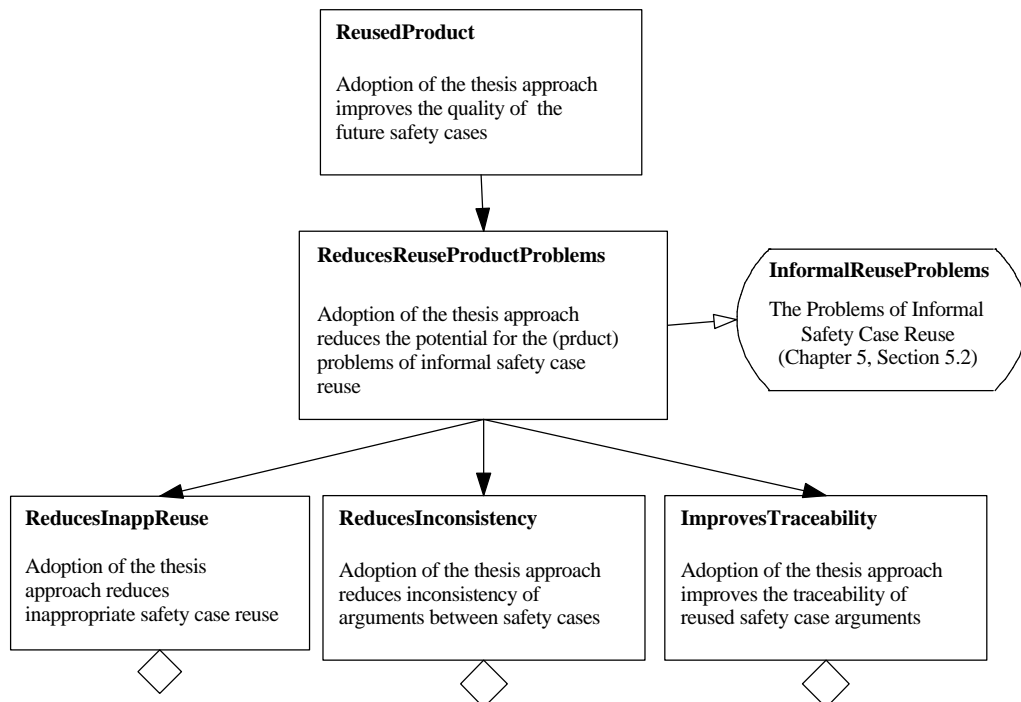 ReusedProduct
Adoption of the thesis approach
improves the quality of the
future safety cases
ReducesReuseProductProblems
Adoption of the thesis approach
reduces the potential for the (prduct)
problems of informal safety case
reuse
InformalReuseProblems
The Problems of Informal
Safety Case Reuse
(Chapter 5, Section 5.2)
ReducesInappReuse
Adoption of the thesis
approach reduces
inappropriate safety case reuse
ReducesInconsistency
Adoption of the thesis approach
reduces inconsistency of
arguments between safety cases
ImprovesTraceability
Adoption of the thesis approach
improves the traceability of
reused safety case arguments